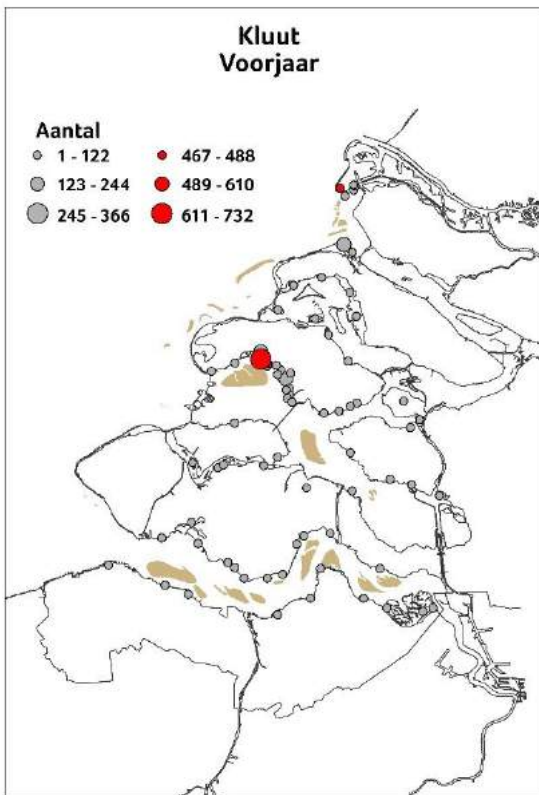 Kluut
Voorjaar
Aantal
1 - 122
467 - 488
123 - 244
489 - 610
245 - 366
611 - 732